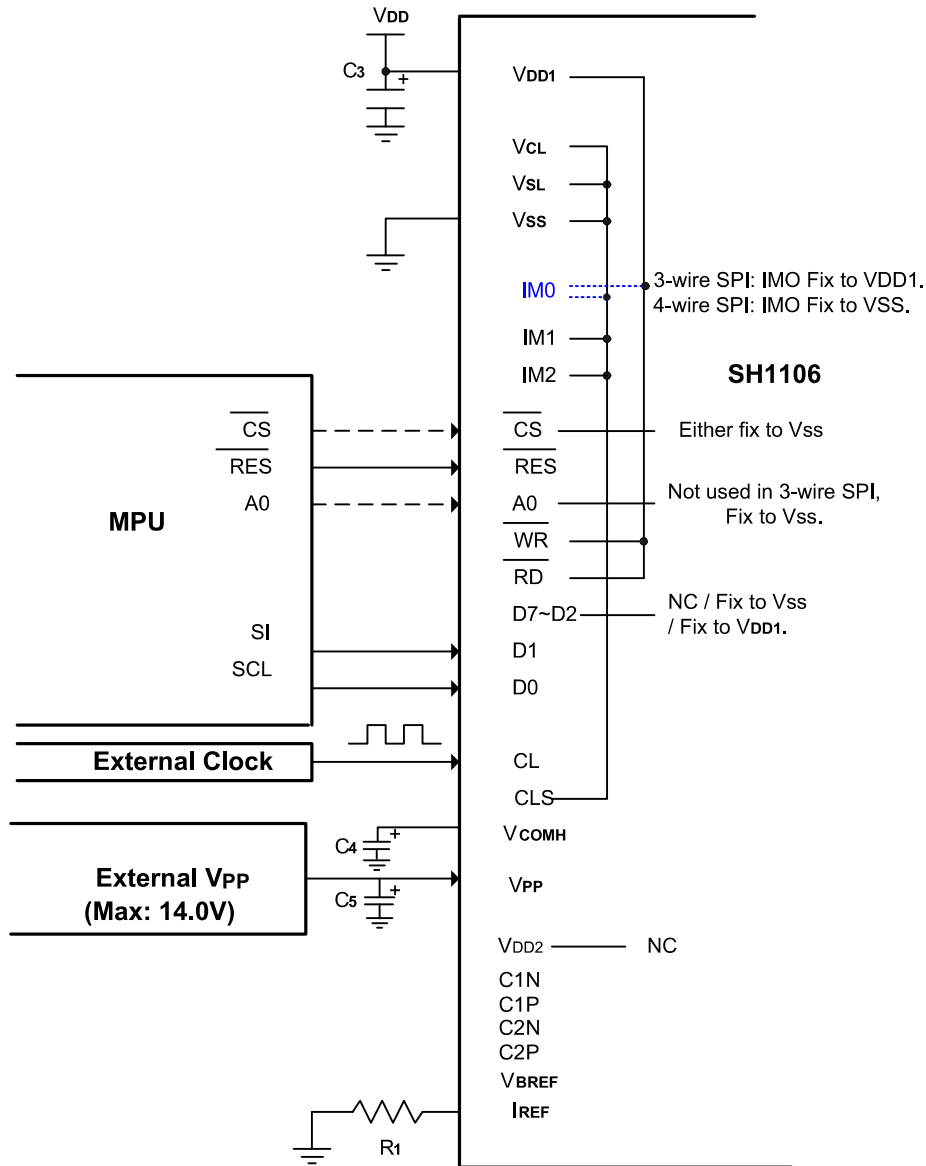 VDD
C3
+
VDD1
VCL
VSL
VSS
IM0
3-wire SPI: IMO Fix to VDD1.
4-wire SPI: IMO Fix to VSS.
IM1
IM2
SH1106
MPU
CS
RES
A0
SI
SCL
CS
Either fix to Vss
RES
A0
Not used in 3-wire SPI,
Fix to Vss.
WR
RD
D7~D2
NC / Fix to Vss
/ Fix to VDD1.
D1
D0
External Clock
CL
CLS
C4
+
VCOMH
External VPP
(Max: 14.0V)
C5
+
VPP
VDD2
NC
C1N
C1P
C2N
C2P
VBREF
IREF
R1